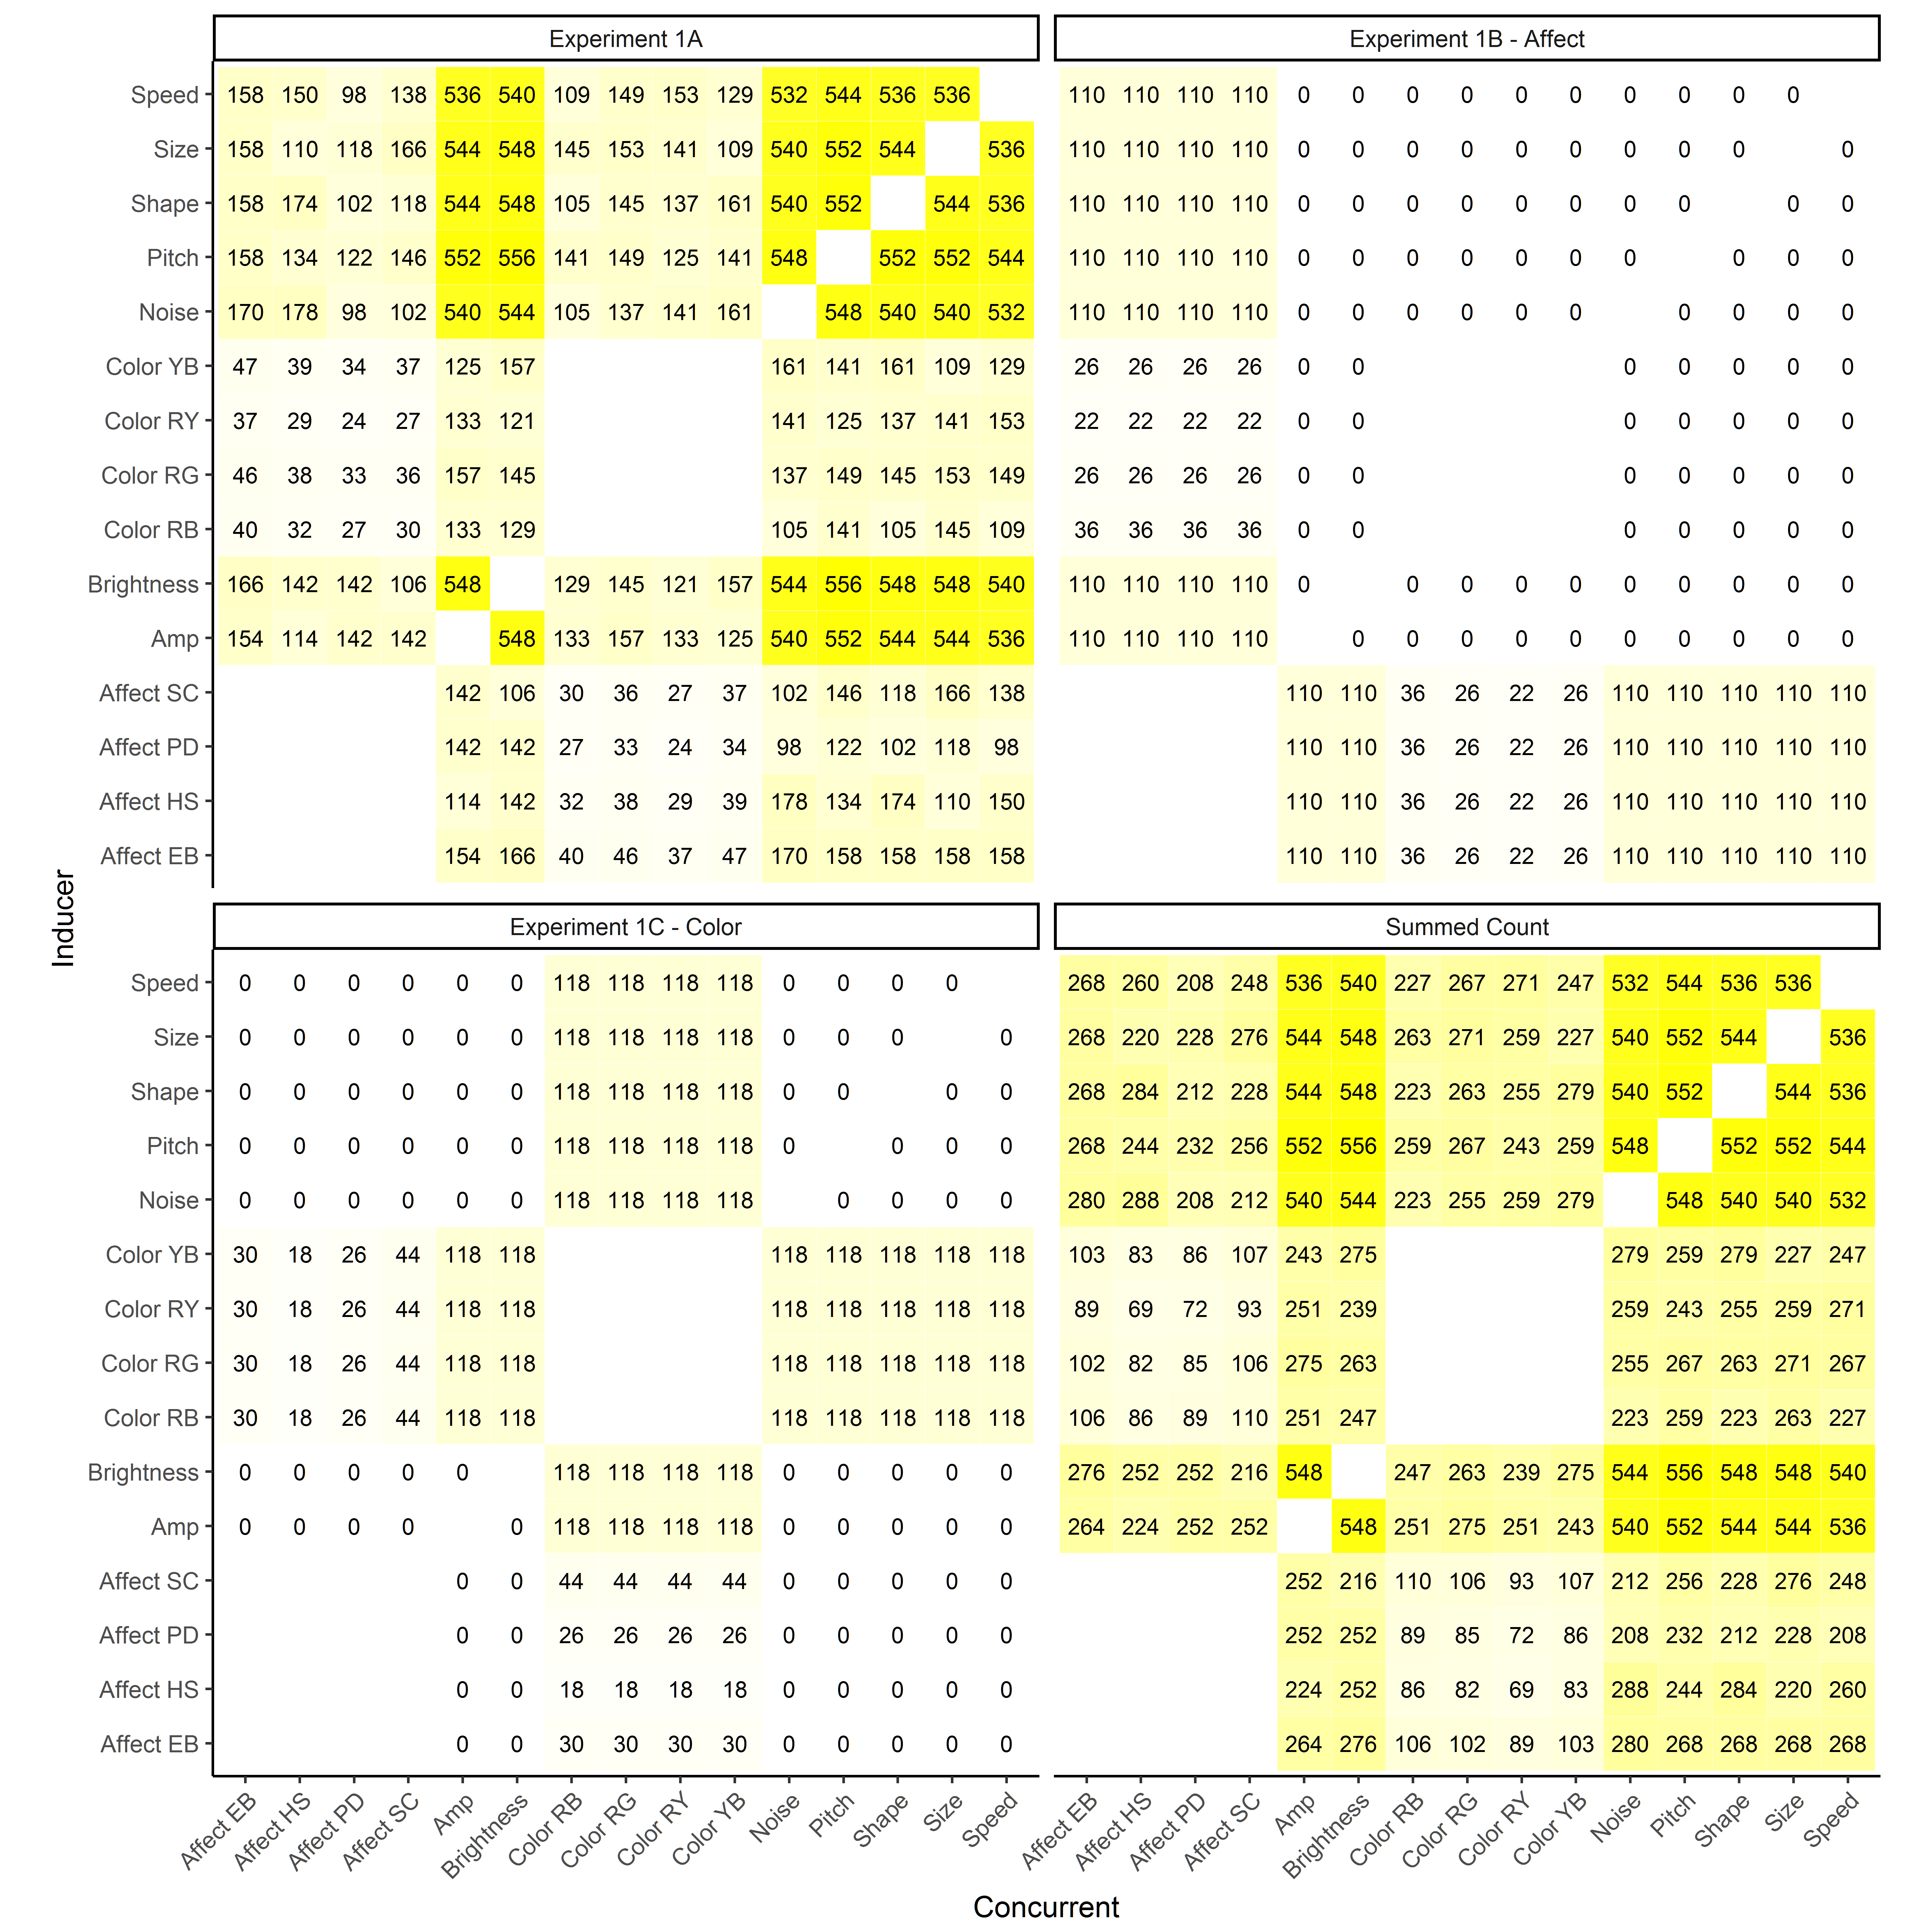 Experiment 1A Experiment 1B - Affect
Speed 158 150 98 138 536 540 109 149 153 129 532 544 536 536 110 110 110 110 0 0 0 0 0 0 0 0 0 0
Size 158 110 118 166 544 548 145 153 141 109 540 552 544 536 110 110 110 110 0 0 0 0 0 0 0 0 0 0
Shape 158 174 102 118 544 548 105 145 137 161 540 552 544 536 110 110 110 110 0 0 0 0 0 0 0 0 0 0
Pitch 158 134 122 146 552 556 141 149 125 141 548 552 552 544 110 110 110 110 0 0 0 0 0 0 0 0 0 0
Noise 170 178 98 102 540 544 105 137 141 161 548 540 540 532 110 110 110 110 0 0 0 0 0 0 0 0 0 0
Color YB 47 39 34 37 125 157 161 141 161 109 129 26 26 26 26 0 0 0 0 0 0 0
Color RY 37 29 24 27 133 121 141 125 137 141 153 22 22 22 22 0 0 0 0 0 0 0
Color RG 46 38 33 36 157 145 137 149 145 153 149 26 26 26 26 0 0 0 0 0 0 0
Color RB 40 32 27 30 133 129 105 141 105 145 109 36 36 36 36 0 0 0 0 0 0 0
Brightness 166 142 142 106 548 129 145 121 157 544 556 548 548 540 110 110 110 110 0 0 0 0 0 0 0 0 0 0
Amp 154 114 142 142 548 133 157 133 125 540 552 544 544 536 110 110 110 110 0 0 0 0 0 0 0 0 0 0
Affect SC 142 106 30 36 27 37 102 146 118 166 138 110 110 36 26 22 26 110 110 110 110 110
Affect PD 142 142 27 33 24 34 98 122 102 118 98 110 110 36 26 22 26 110 110 110 110 110
Affect HS 114 142 32 38 29 39 178 134 174 110 150 110 110 36 26 22 26 110 110 110 110 110
Affect EB 154 166 40 46 37 47 170 158 158 158 158 110 110 36 26 22 26 110 110 110 110 110
Inducer
Experiment 1C - Color Summed Count
Speed 0 0 0 0 0 0 118 118 118 118 0 0 0 0 268 260 208 248 536 540 227 267 271 247 532 544 536 536
Size 0 0 0 0 0 0 118 118 118 118 0 0 0 0 268 220 228 276 544 548 263 271 259 227 540 552 544 536
Shape 0 0 0 0 0 0 118 118 118 118 0 0 0 0 268 284 212 228 544 548 223 263 255 279 540 552 544 536
Pitch 0 0 0 0 0 0 118 118 118 118 0 0 0 0 268 244 232 256 552 556 259 267 243 259 548 552 552 544
Noise 0 0 0 0 0 0 118 118 118 118 0 0 0 0 280 288 208 212 540 544 223 255 259 279 548 540 540 532
Color YB 30 18 26 44 118 118 118 118 118 118 118 103 83 86 107 243 275 279 259 279 227 247
Color RY 30 18 26 44 118 118 118 118 118 118 118 89 69 72 93 251 239 259 243 255 259 271
Color RG 30 18 26 44 118 118 118 118 118 118 118 102 82 85 106 275 263 255 267 263 271 267
Color RB 30 18 26 44 118 118 118 118 118 118 118 106 86 89 110 251 247 223 259 223 263 227
Brightness 0 0 0 0 0 118 118 118 118 0 0 0 0 0 276 252 252 216 548 247 263 239 275 544 556 548 548 540
Amp 0 0 0 0 0 118 118 118 118 0 0 0 0 0 264 224 252 252 548 251 275 251 243 540 552 544 544 536
Affect SC 0 0 44 44 44 44 0 0 0 0 0 252 216 110 106 93 107 212 256 228 276 248
Affect PD 0 0 26 26 26 26 0 0 0 0 0 252 252 89 85 72 86 208 232 212 228 208
Affect HS 0 0 18 18 18 18 0 0 0 0 0 224 252 86 82 69 83 288 244 284 220 260
Affect EB 0 0 30 30 30 30 0 0 0 0 0 264 276 106 102 89 103 280 268 268 268 268
Affect EB Affect HS Affect PD Affect SC Amp Brightness Color RB Color RG Color RY Color YB Noise Pitch Shape Size Speed Affect EB Affect HS Affect PD Affect SC Amp Brightness Color RB Color RG Color RY Color YB Noise Pitch Shape Size Speed
Concurrent